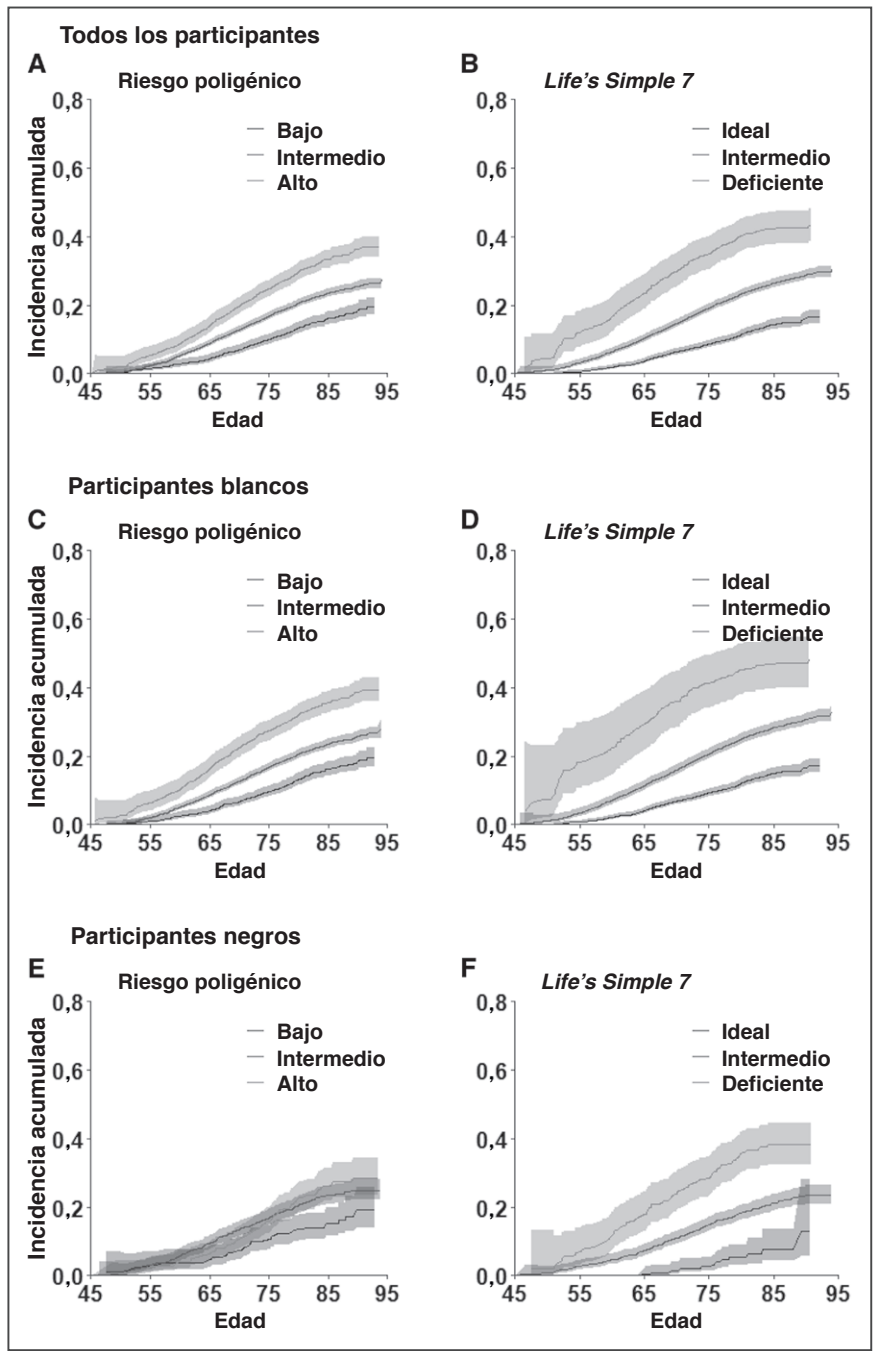 Todos los participantes
A
Riesgo poligénico
Incidencia acumulada
0,8
0,6
0,4
0,2
0,0
Bajo
Intermedio
Alto
45 55 65 75 85 95
Edad
B
Life's Simple 7
0,8
0,6
0,4
0,2
0,0
Ideal
Intermedio
Deficiente
45 55 65 75 85 95
Edad
Participantes blancos
C
Riesgo poligénico
Incidencia acumulada
0,8
0,6
0,4
0,2
0,0
Bajo
Intermedio
Alto
45 55 65 75 85 95
Edad
D
Life's Simple 7
0,8
0,6
0,4
0,2
0,0
Ideal
Intermedio
Deficiente
45 55 65 75 85 95
Edad
Participantes negros
E
Riesgo poligénico
Incidencia acumulada
0,8
0,6
0,4
0,2
0,0
Bajo
Intermedio
Alto
45 55 65 75 85 95
Edad
F
Life's Simple 7
0,8
0,6
0,4
0,2
0,0
Ideal
Intermedio
Deficiente
45 55 65 75 85 95
Edad